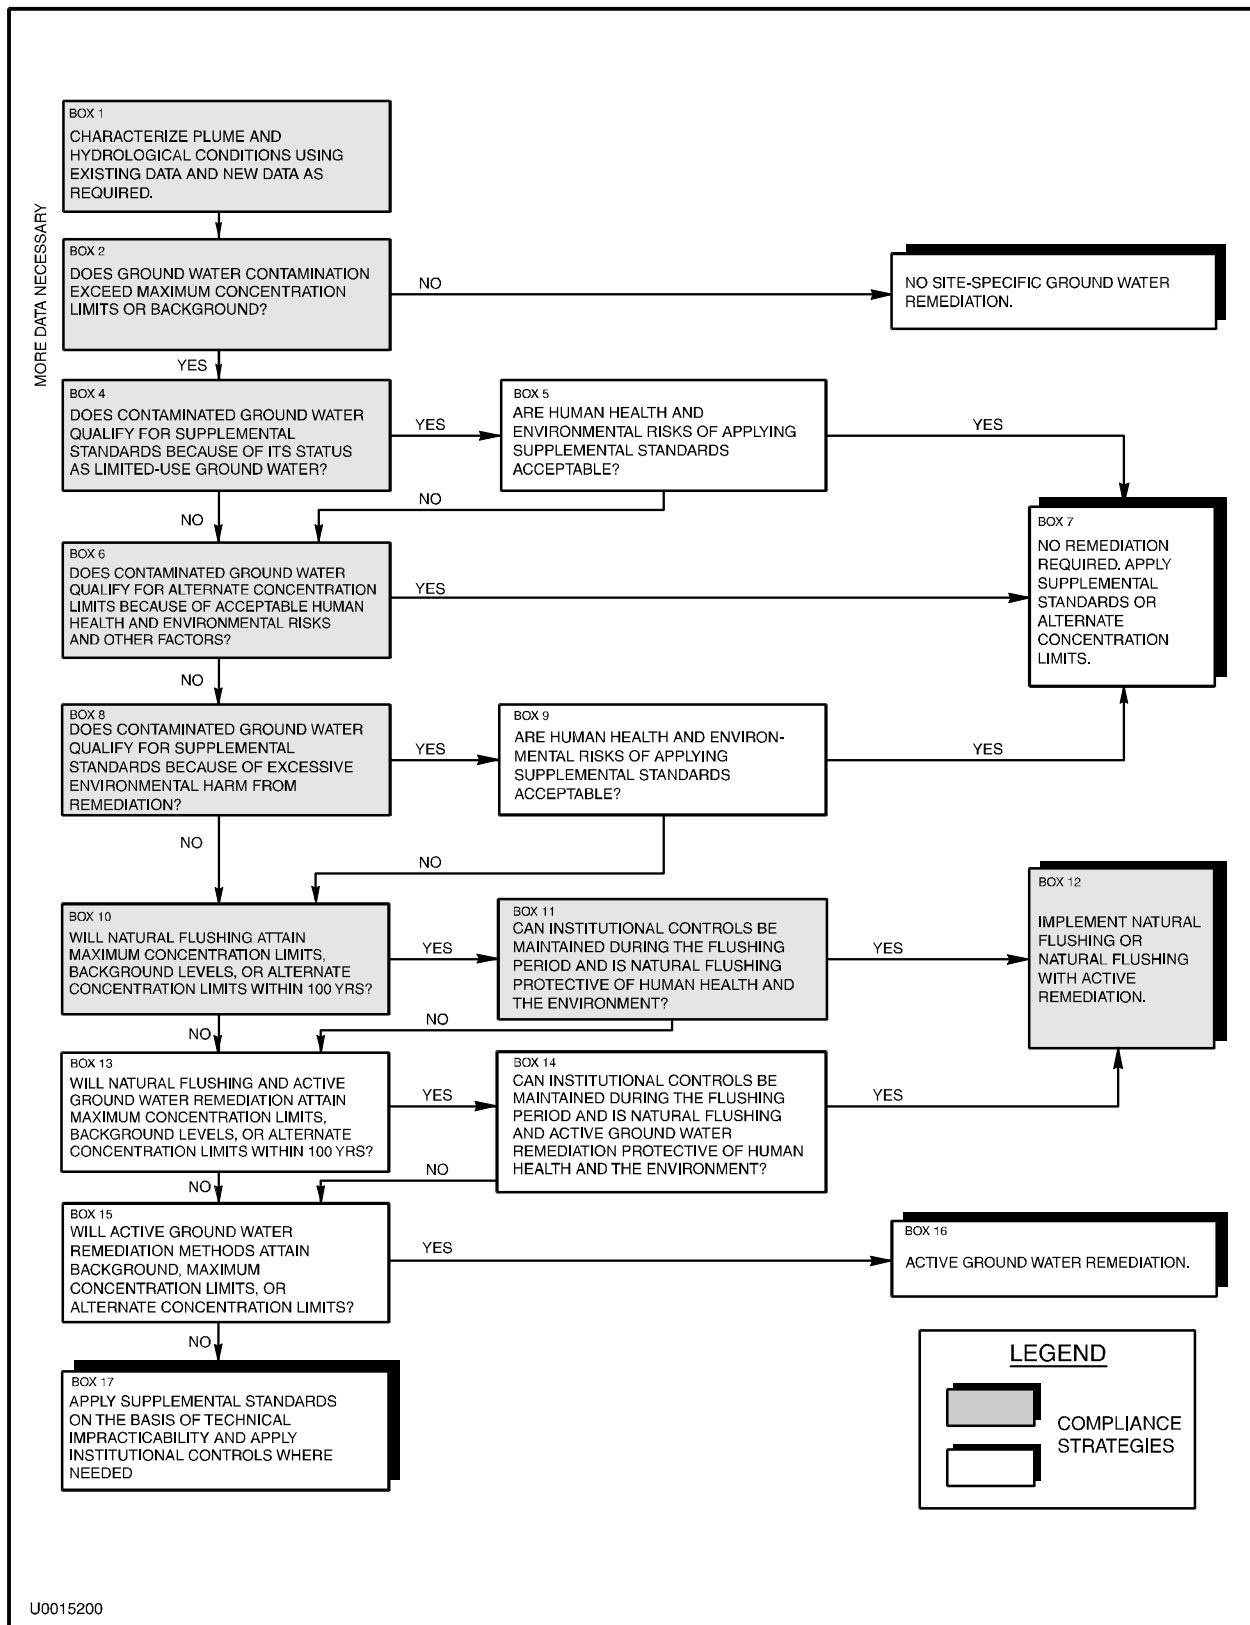 BOX 1
CHARACTERIZE PLUME AND
HYDROLOGICAL CONDITIONS USING
EXISTING DATA AND NEW DATA AS
REQUIRED.
MORE DATA NECESSARY
BOX 2
DOES GROUND WATER CONTAMINATION
EXCEED MAXIMUM CONCENTRATION
LIMITS OR BACKGROUND?
NO
NO SITE-SPECIFIC GROUND WATER
REMEDIATION.
YES
BOX 4
DOES CONTAMINATED GROUND WATER
QUALIFY FOR SUPPLEMENTAL
STANDARDS BECAUSE OF ITS STATUS
AS LIMITED-USE GROUND WATER?
YES
BOX 5
ARE HUMAN HEALTH AND
ENVIRONMENTAL RISKS OF APPLYING
SUPPLEMENTAL STANDARDS
ACCEPTABLE?
YES
NO
NO
BOX 6
DOES CONTAMINATED GROUND WATER
QUALIFY FOR ALTERNATE CONCENTRATION
LIMITS BECAUSE OF ACCEPTABLE HUMAN
HEALTH AND ENVIRONMENTAL RISKS
AND OTHER FACTORS?
YES
BOX 7
NO REMEDIATION
REQUIRED. APPLY
SUPPLEMENTAL
STANDARDS OR
ALTERNATE
CONCENTRATION
LIMITS.
NO
BOX 8
DOES CONTAMINATED GROUND WATER
QUALIFY FOR SUPPLEMENTAL
STANDARDS BECAUSE OF EXCESSIVE
ENVIRONMENTAL HARM FROM
REMEDIATION?
YES
BOX 9
ARE HUMAN HEALTH AND ENVIRON-
MENTAL RISKS OF APPLYING
SUPPLEMENTAL STANDARDS
ACCEPTABLE?
YES
NO
NO
BOX 10
WILL NATURAL FLUSHING ATTAIN
MAXIMUM CONCENTRATION LIMITS,
BACKGROUND LEVELS, OR ALTERNATE
CONCENTRATION LIMITS WITHIN 100 YRS?
YES
BOX 11
CAN INSTITUTIONAL CONTROLS BE
MAINTAINED DURING THE FLUSHING
PERIOD AND IS NATURAL FLUSHING
PROTECTIVE OF HUMAN HEALTH AND
THE ENVIRONMENT?
YES
BOX 12
IMPLEMENT NATURAL
FLUSHING OR
NATURAL FLUSHING
WITH ACTIVE
REMEDIATION.
NO
NO
BOX 13
WILL NATURAL FLUSHING AND ACTIVE
GROUND WATER REMEDIATION ATTAIN
MAXIMUM CONCENTRATION LIMITS,
BACKGROUND LEVELS, OR ALTERNATE
CONCENTRATION LIMITS WITHIN 100 YRS?
YES
BOX 14
CAN INSTITUTIONAL CONTROLS BE
MAINTAINED DURING THE FLUSHING
PERIOD AND IS NATURAL FLUSHING
AND ACTIVE GROUND WATER
REMEDIATION PROTECTIVE OF HUMAN
HEALTH AND THE ENVIRONMENT?
YES
NO
NO
BOX 15
WILL ACTIVE GROUND WATER
REMEDIATION METHODS ATTAIN
BACKGROUND, MAXIMUM
CONCENTRATION LIMITS, OR
ALTERNATE CONCENTRATION LIMITS?
YES
BOX 16
ACTIVE GROUND WATER REMEDIATION.
NO
BOX 17
APPLY SUPPLEMENTAL STANDARDS
ON THE BASIS OF TECHNICAL
IMPRACTICABILITY AND APPLY
INSTITUTIONAL CONTROLS WHERE
NEEDED
LEGEND
COMPLIANCE
STRATEGIES
U0015200